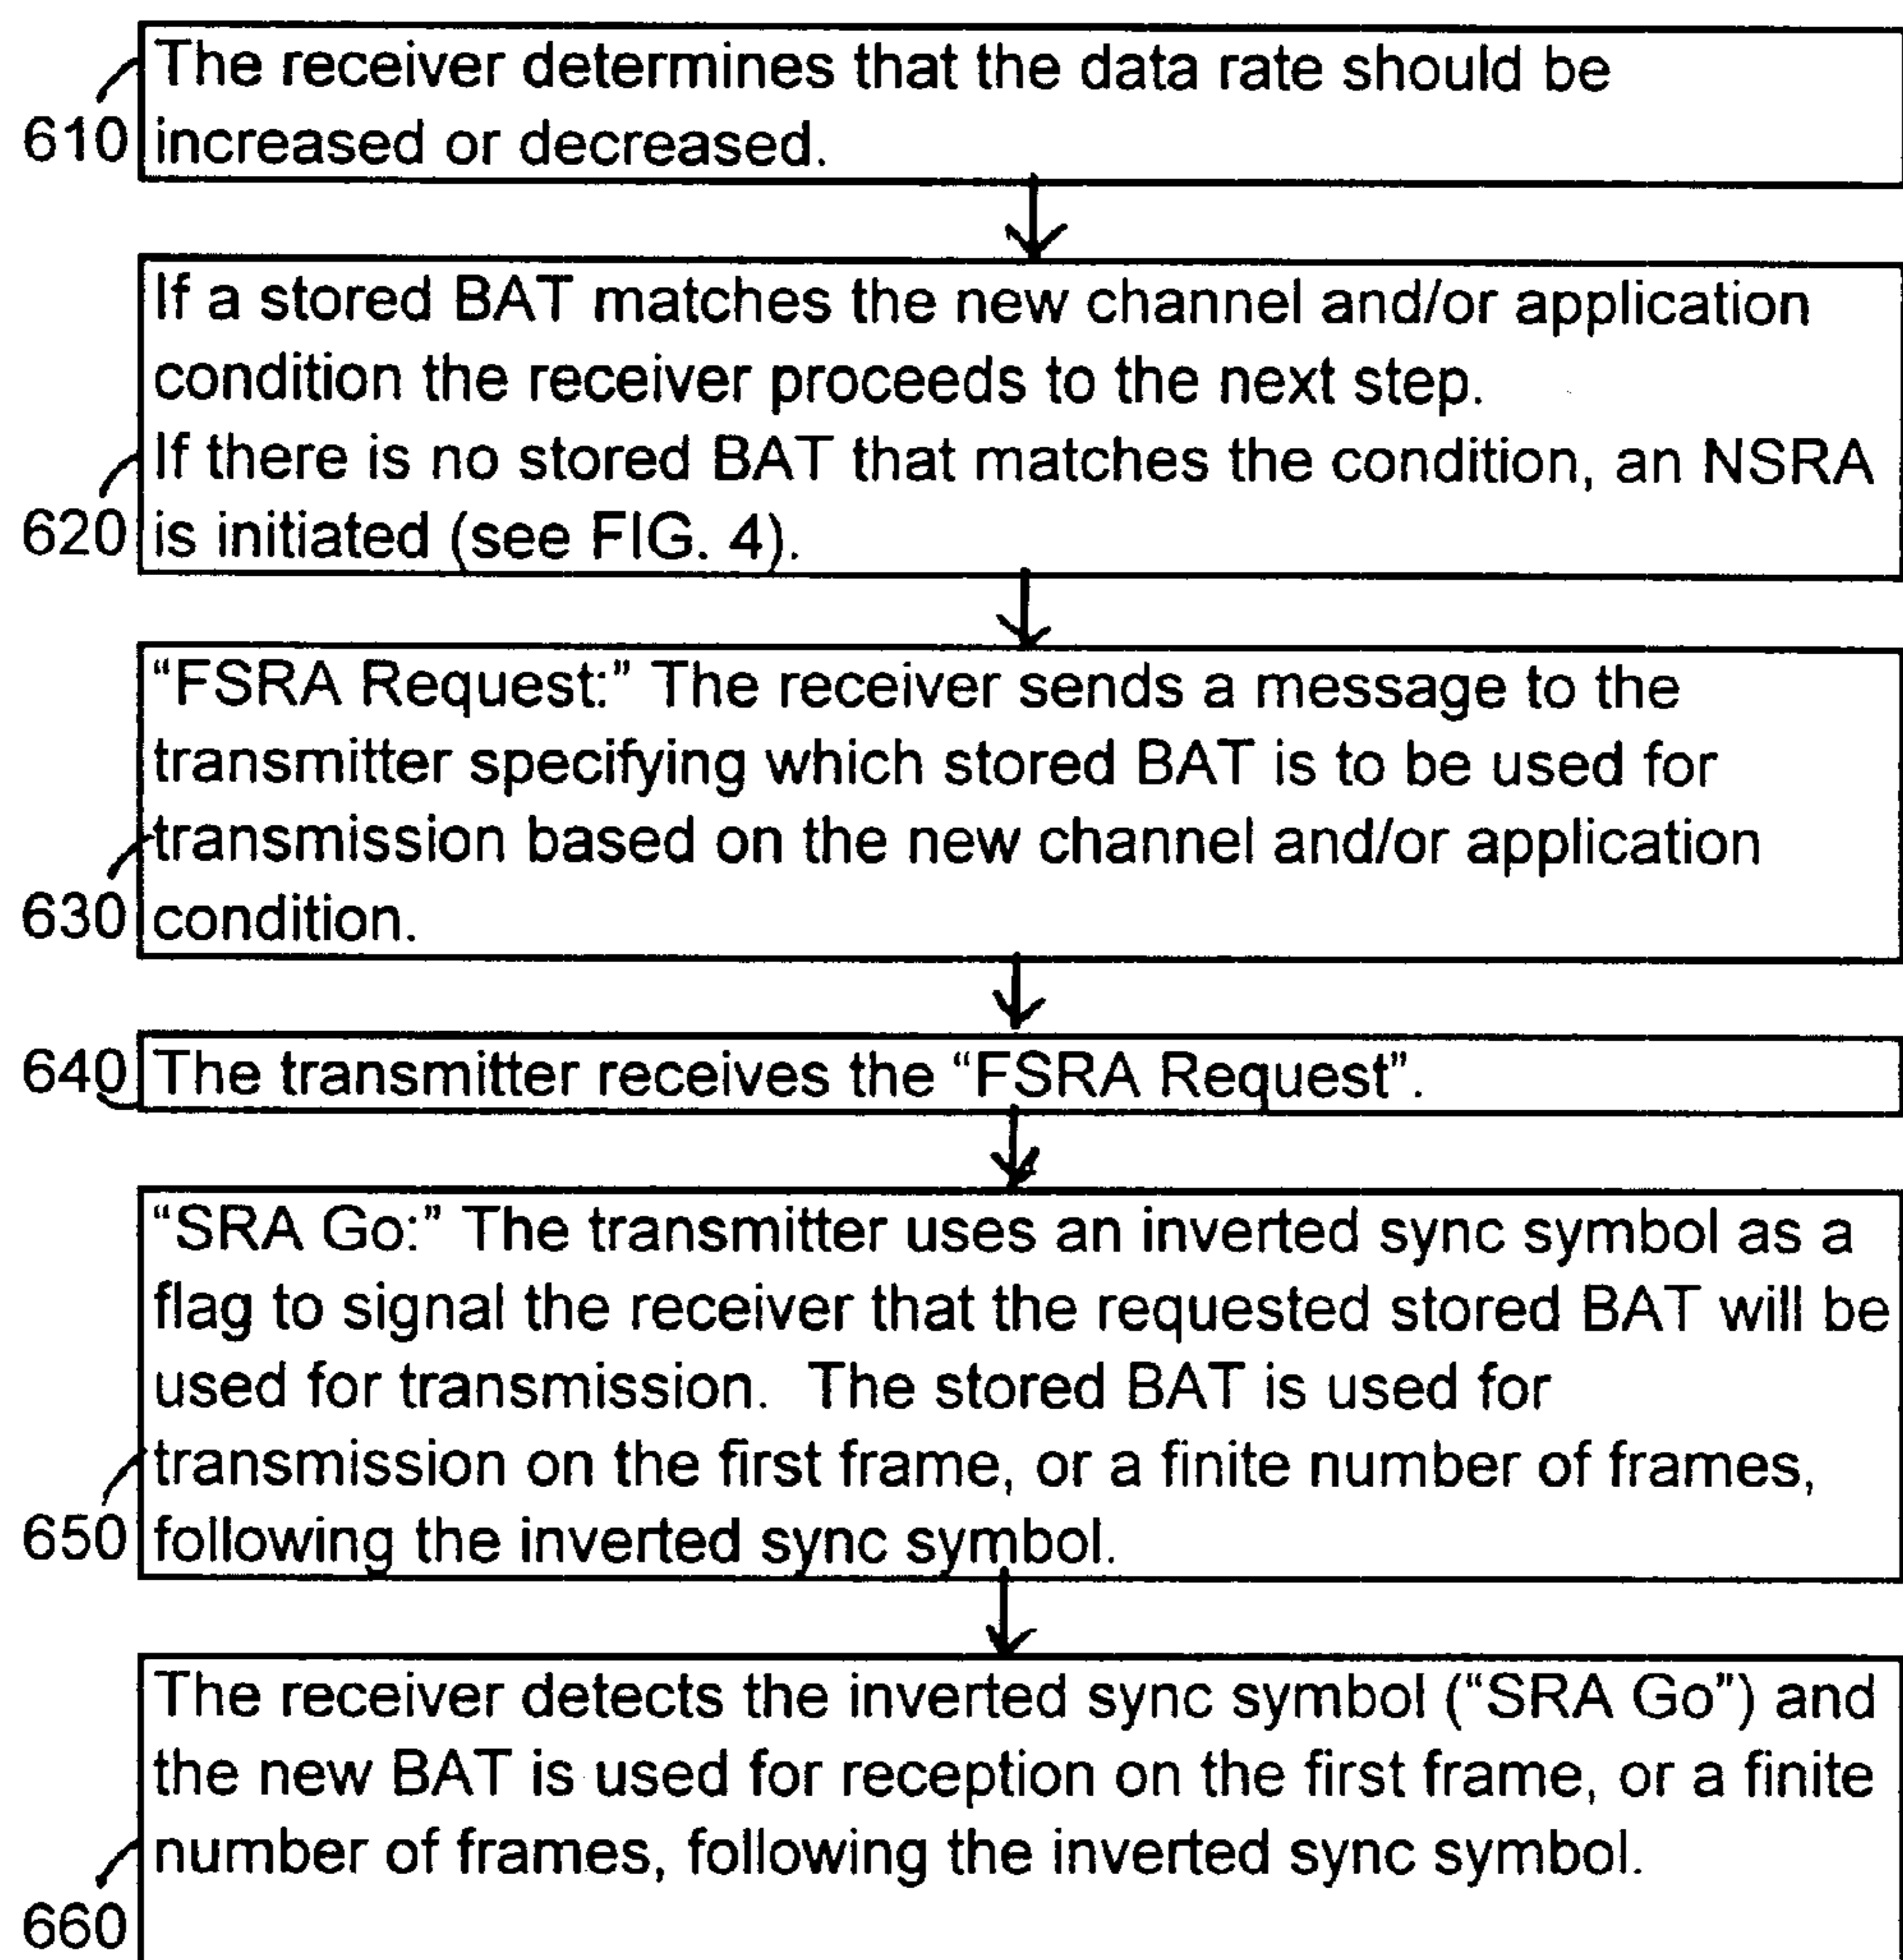 The receiver determines that the data rate should be
610 increased or decreased.
If a stored BAT matches the new channel and/or application
condition the receiver proceeds to the next step.
If there is no stored BAT that matches the condition, an NSRA
620 is initiated (see FIG. 4).
“FSRA Request:” The receiver sends a message to the
transmitter specifying which stored BAT is to be used for
transmission based on the new channel and/or application
630 condition.
640 The transmitter receives the “FSRA Request”.
“SRA Go:” The transmitter uses an inverted sync symbol as a
flag to signal the receiver that the requested stored BAT will be
used for transmission. The stored BAT is used for
transmission on the first frame, or a finite number of frames,
650 following the inverted sync symbol.
The receiver detects the inverted sync symbol (“SRA Go”) and
the new BAT is used for reception on the first frame, or a finite
number of frames, following the inverted sync symbol.
660